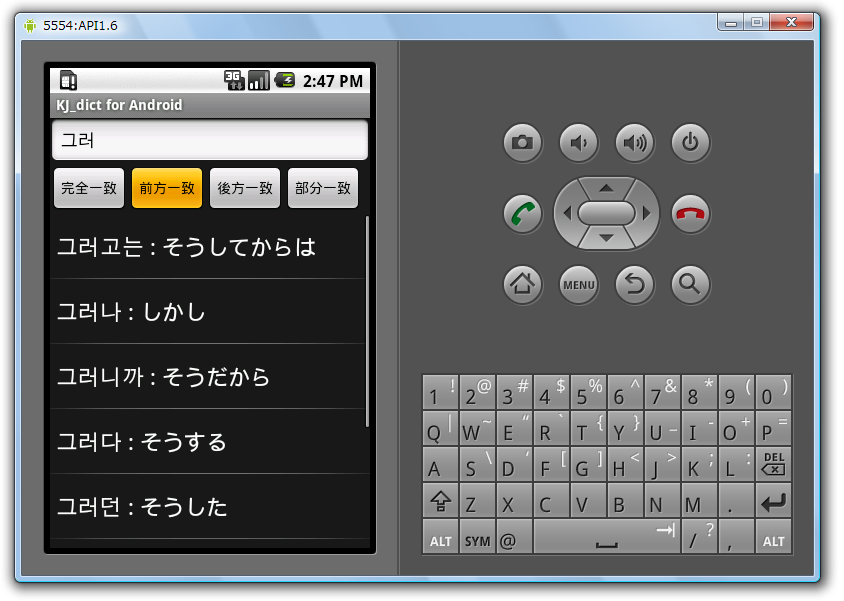 5554:API1.6
3G 2:47 PM
KJ_dict for Android
그러
完全一致 前方一致 後方一致 部分一致
그러고는 : そうしてからは
그러나 : しかし
그러니까 : そうだから
그러다 : そうする
그러던 : そうした
MENU
1 ! 2 @ 3 # 4 $ 5 % 6 ^ 7 & 8 * 9 ( 0 )
Q | W ~ E “ R ` T { Y } U _ I - O + P =
A S \ D ‘ F [ G ] H < J > K ; L : DEL
Z X C V B N M .
ALT SYM @ / ? , ALT